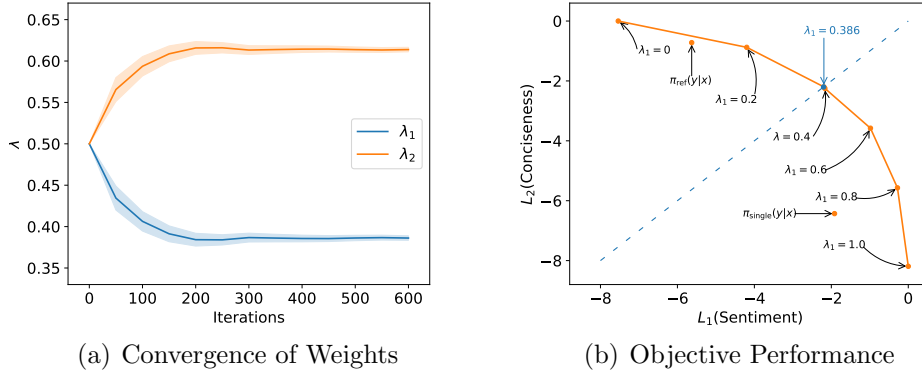 0.65
0.60
0.55
0.50
0.45
0.40
0.35
λ
λ₁
λ₂
0 100 200 300 400 500 600
Iterations
(a) Convergence of Weights
0
−2
−4
−6
−8
L₂(Conciseness)
λ₁ = 0.386
λ₁ = 0
π_ref(y|x)
λ₁ = 0.2
λ = 0.4
λ₁ = 0.6
λ₁ = 0.8
π_single(y|x)
λ₁ = 1.0
−8 −6 −4 −2 0
L₁(Sentiment)
(b) Objective Performance